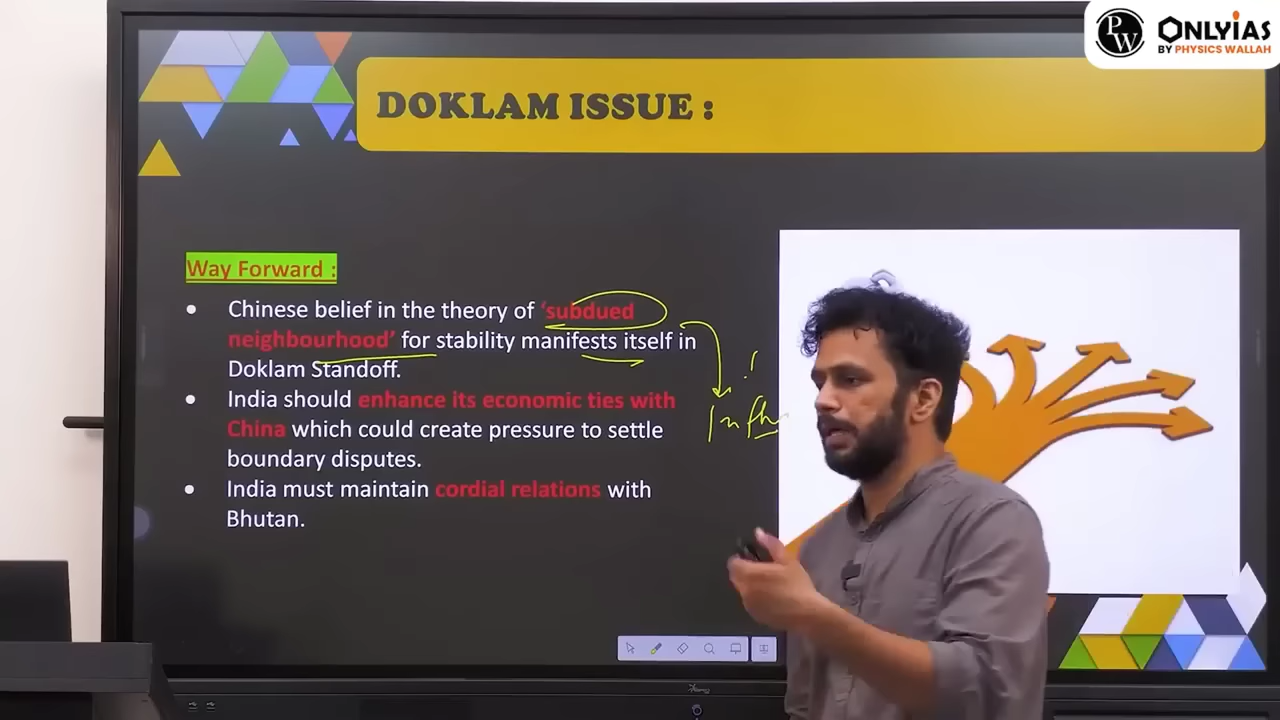 PW
ONLYIAS
BY PHYSICS WALLAH
DOKLAM ISSUE :
Way Forward :
• Chinese belief in the theory of ‘subdued
neighbourhood’ for stability manifests itself in
Doklam Standoff.
• India should enhance its economic ties with
China which could create pressure to settle
boundary disputes.
• India must maintain cordial relations with
Bhutan.